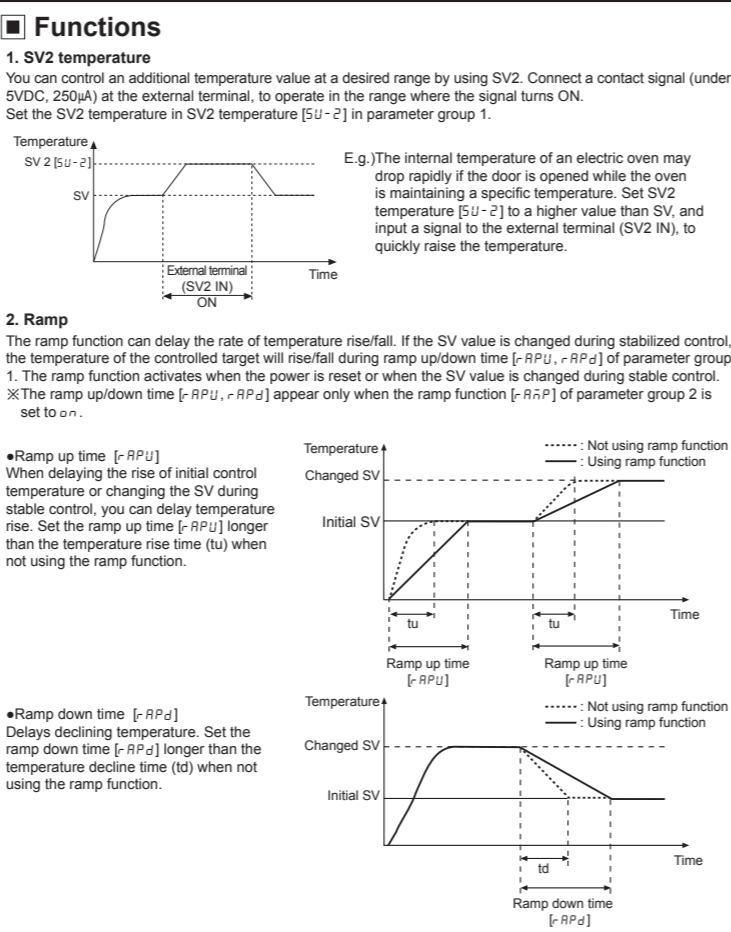 ■ Functions
1. SV2 temperature
You can control an additional temperature value at a desired range by using SV2. Connect a contact signal (under
5VDC, 250μA) at the external terminal, to operate in the range where the signal turns ON.
Set the SV2 temperature in SV2 temperature [SU-2] in parameter group 1.
Temperature
SV 2 [SU-2]
SV
External terminal
(SV2 IN)
ON
Time
E.g.)The internal temperature of an electric oven may
drop rapidly if the door is opened while the oven
is maintaining a specific temperature. Set SV2
temperature [SU-2] to a higher value than SV, and
input a signal to the external terminal (SV2 IN), to
quickly raise the temperature.
2. Ramp
The ramp function can delay the rate of temperature rise/fall. If the SV value is changed during stabilized control,
the temperature of the controlled target will rise/fall during ramp up/down time [rAPU, rAPd] of parameter group
1. The ramp function activates when the power is reset or when the SV value is changed during stable control.
※The ramp up/down time [rAPU, rAPd] appear only when the ramp function [rAmP] of parameter group 2 is
set to on.
●Ramp up time [rAPU]
When delaying the rise of initial control
temperature or changing the SV during
stable control, you can delay temperature
rise. Set the ramp up time [rAPU] longer
than the temperature rise time (tu) when
not using the ramp function.
Temperature
: Not using ramp function
: Using ramp function
Changed SV
Initial SV
Time
tu
tu
Ramp up time
[rAPU]
Ramp up time
[rAPU]
●Ramp down time [rAPd]
Delays declining temperature. Set the
ramp down time [rAPd] longer than the
temperature decline time (td) when not
using the ramp function.
Temperature
: Not using ramp function
: Using ramp function
Changed SV
Initial SV
Time
td
Ramp down time
[rAPd]